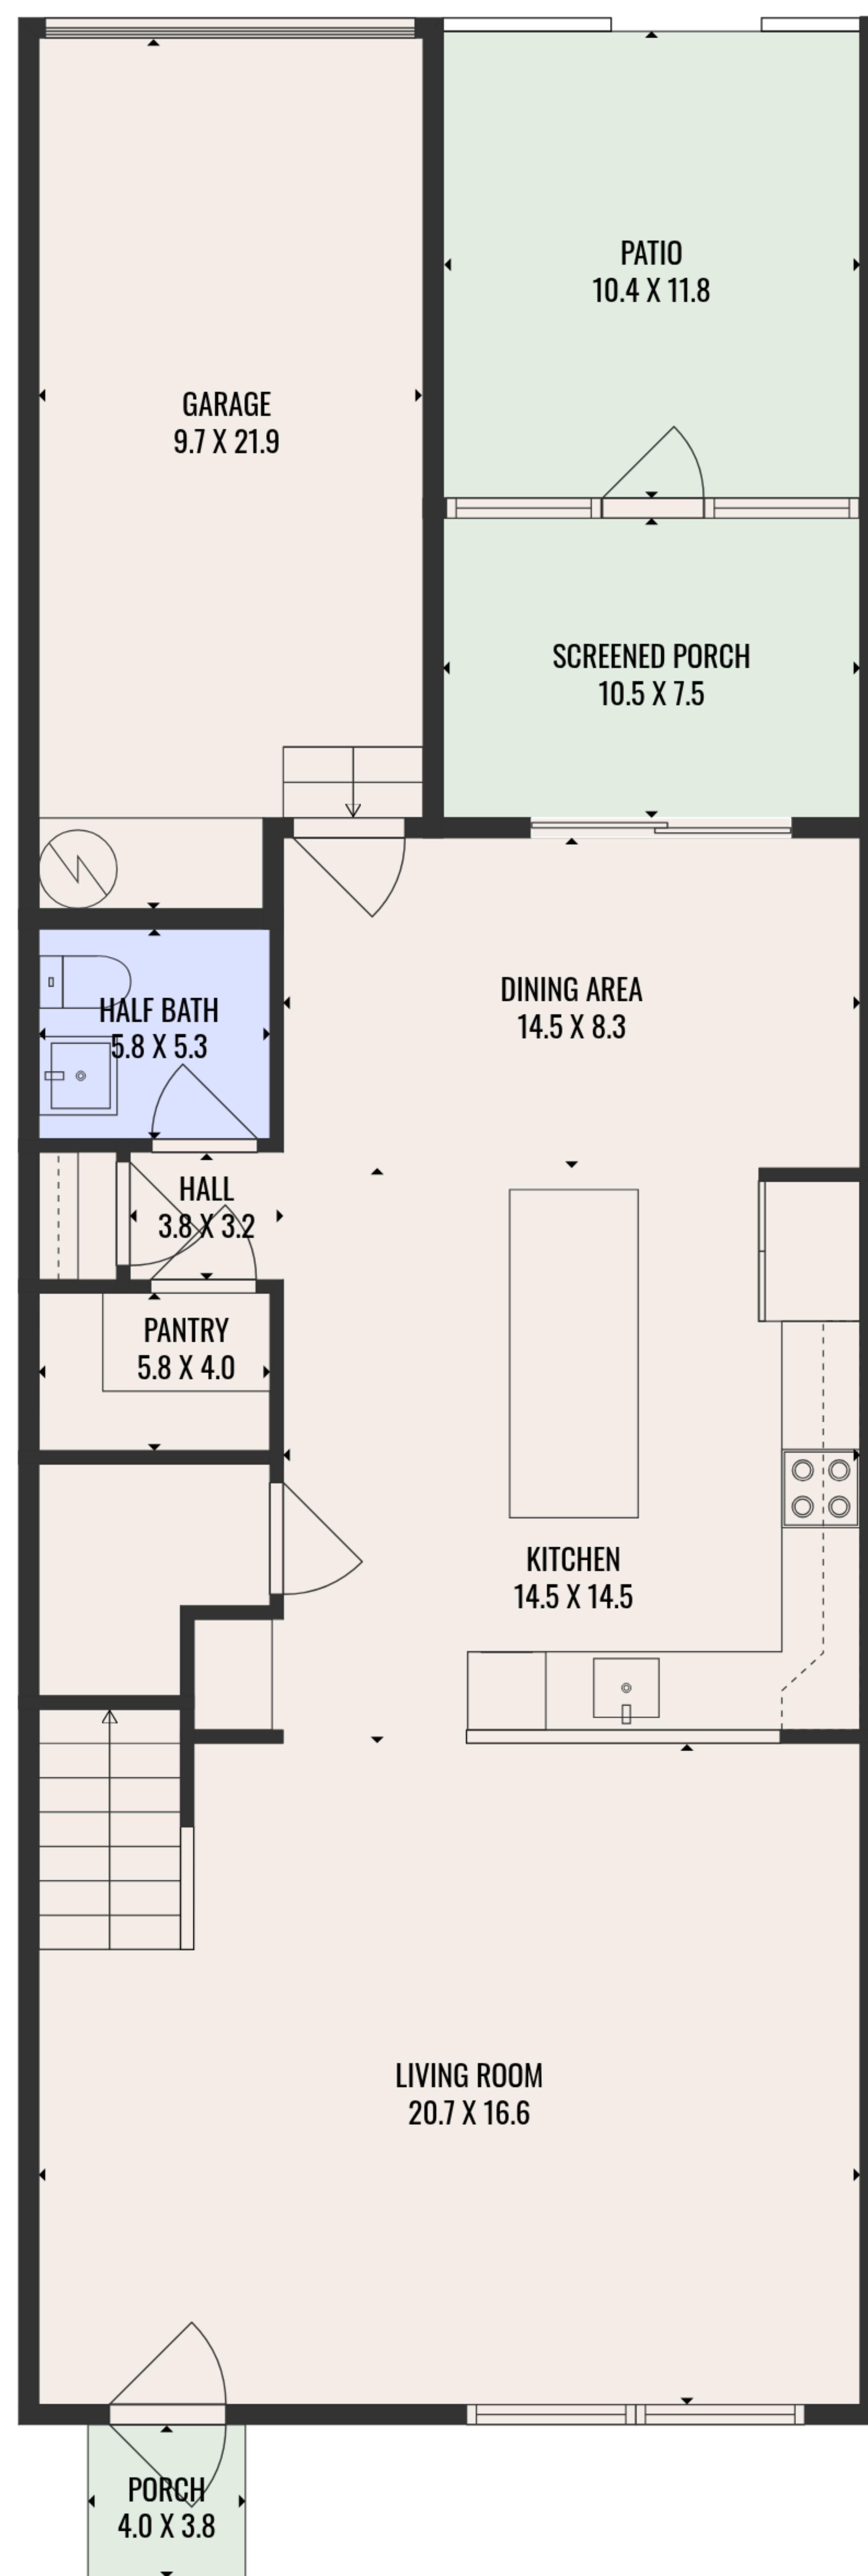 PATIO
10.4 X 11.8
GARAGE
9.7 X 21.9
SCREENED PORCH
10.5 X 7.5
DINING AREA
14.5 X 8.3
HALF BATH
5.8 X 5.3
HALL
3.8 X 3.2
PANTRY
5.8 X 4.0
KITCHEN
14.5 X 14.5
LIVING ROOM
20.7 X 16.6
PORCH
4.0 X 3.8